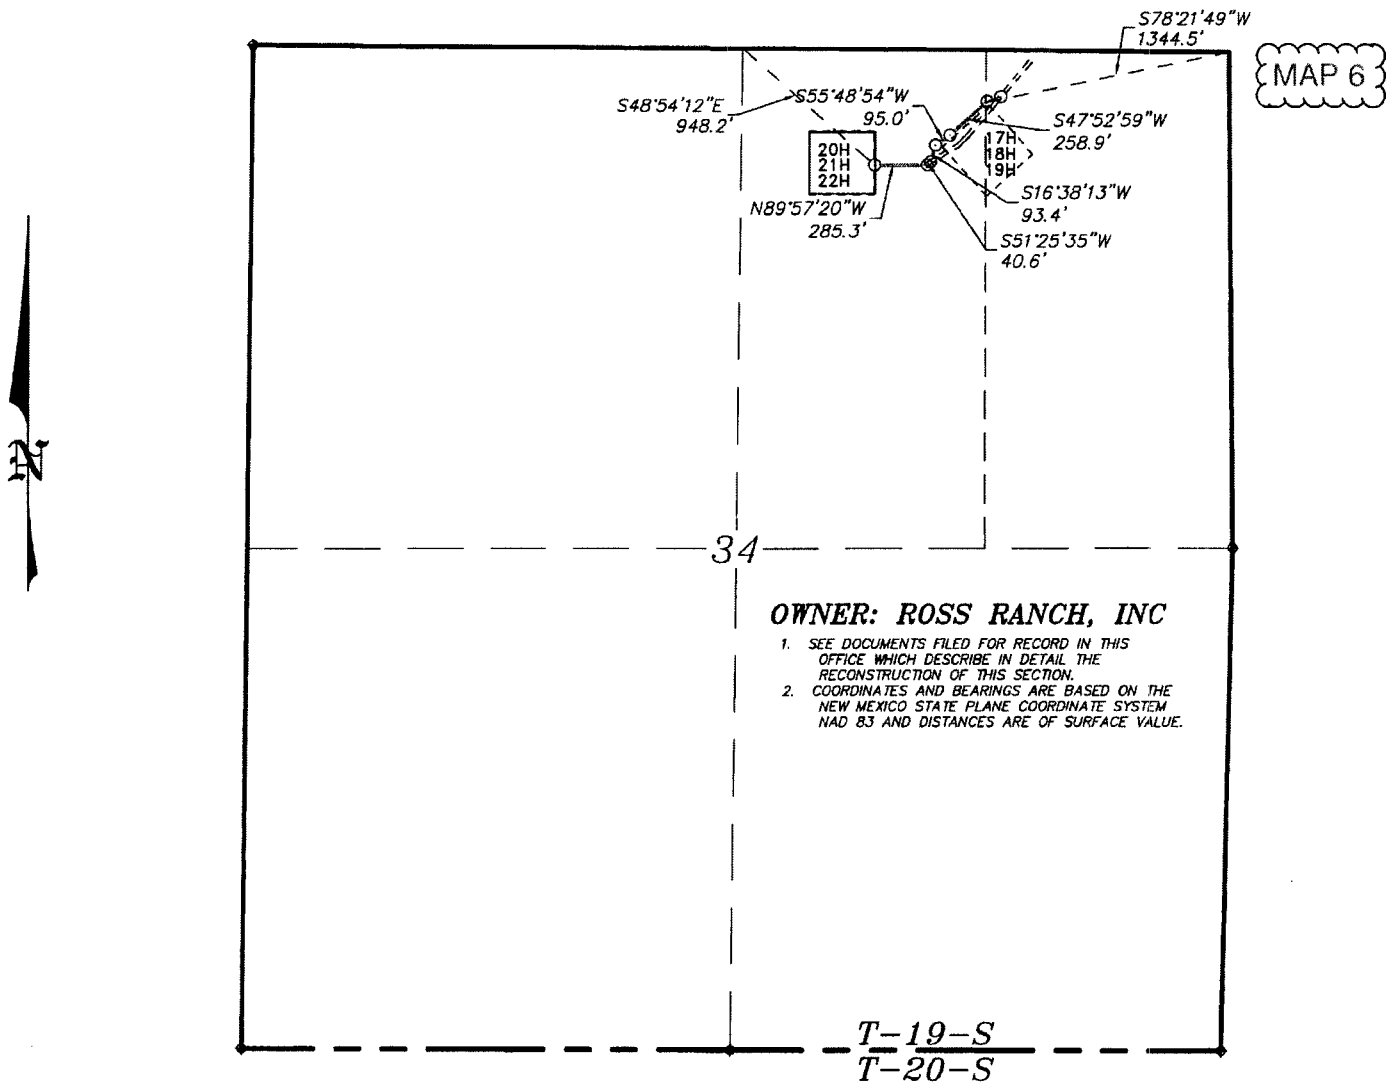 S78°21'49"W
1344.5'
MAP 6
S48°54'12"E
948.2'
S55°48'54"W
95.0'
S47°52'59"W
258.9'
20H
21H
22H
17H
18H
19H
S16°38'13"W
93.4'
N89°57'20"W
285.3'
S51°25'35"W
40.6'
N
34
OWNER: ROSS RANCH, INC
1. SEE DOCUMENTS FILED FOR RECORD IN THIS
OFFICE WHICH DESCRIBE IN DETAIL THE
RECONSTRUCTION OF THIS SECTION.
2. COORDINATES AND BEARINGS ARE BASED ON THE
NEW MEXICO STATE PLANE COORDINATE SYSTEM
NAD 83 AND DISTANCES ARE OF SURFACE VALUE.
T-19-S
T-20-S